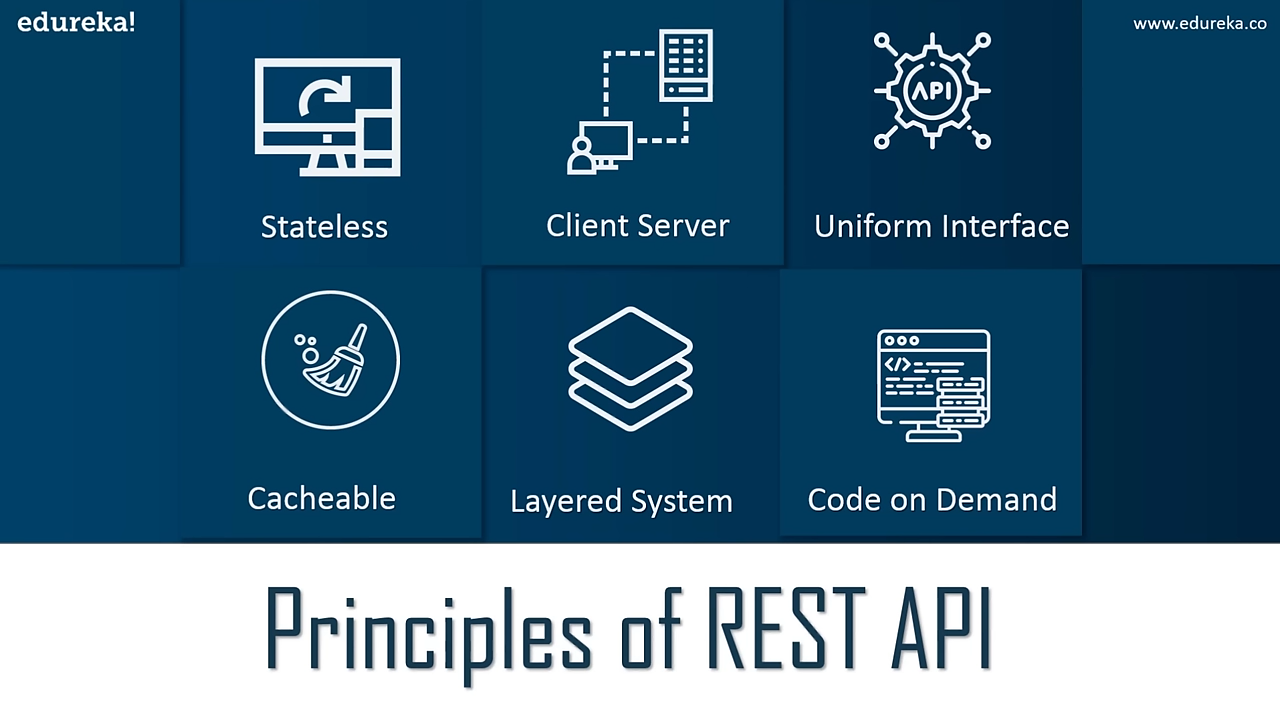 edureka!
www.edureka.co
API
Stateless
Client Server
Uniform Interface
</>
Cacheable
Layered System
Code on Demand
Principles of REST API